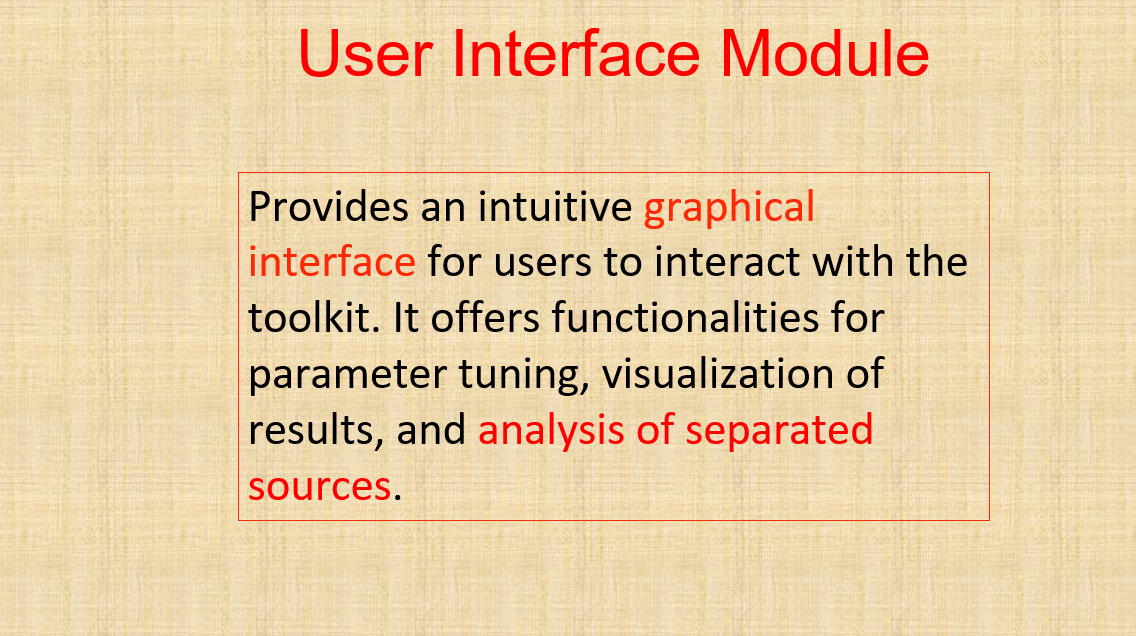 User Interface Module
Provides an intuitive graphical
interface for users to interact with the
toolkit. It offers functionalities for
parameter tuning, visualization of
results, and analysis of separated
sources.